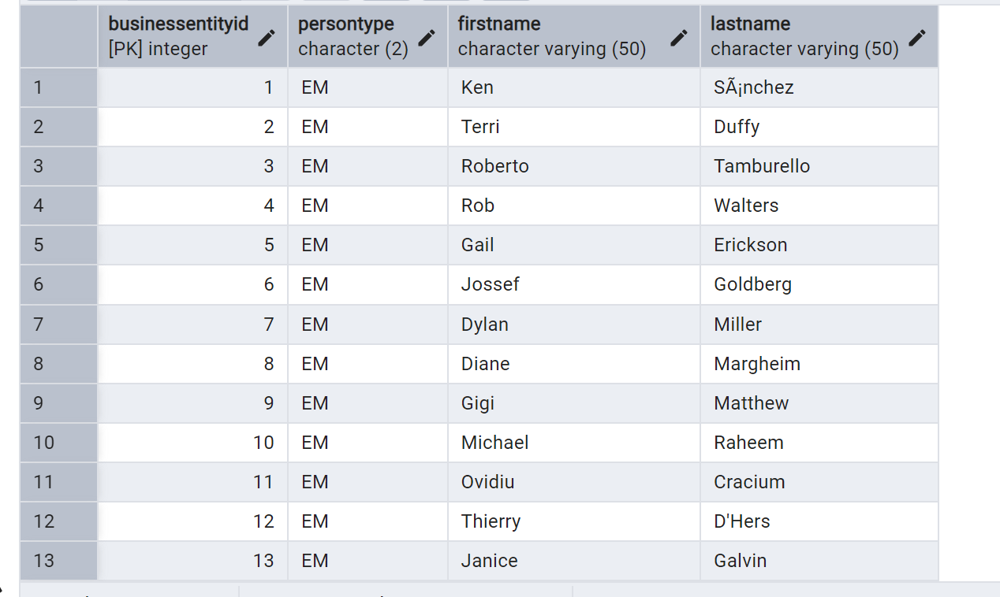 businessentityid persontype firstname lastname
[PK] integer character (2) character varying (50) character varying (50)
1 1 EM Ken SÃ¡nchez
2 2 EM Terri Duffy
3 3 EM Roberto Tamburello
4 4 EM Rob Walters
5 5 EM Gail Erickson
6 6 EM Jossef Goldberg
7 7 EM Dylan Miller
8 8 EM Diane Margheim
9 9 EM Gigi Matthew
10 10 EM Michael Raheem
11 11 EM Ovidiu Cracium
12 12 EM Thierry D'Hers
13 13 EM Janice Galvin